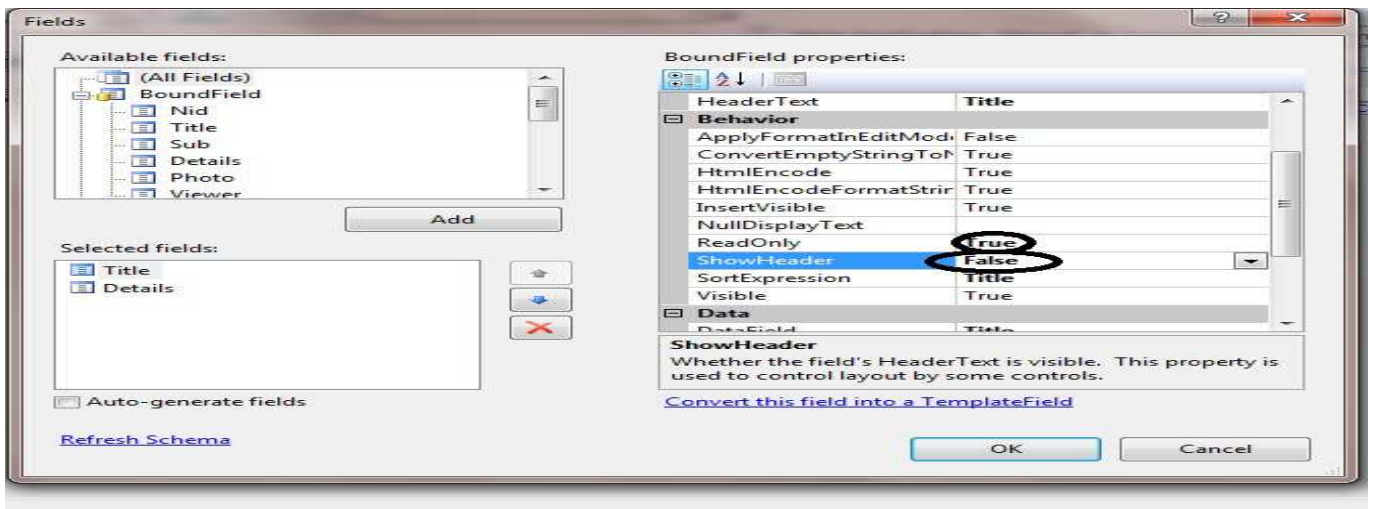 Fields
Available fields:
(All Fields)
BoundField
Nid
Title
Sub
Details
Photo
Viewer
Add
Selected fields:
Title
Details
Auto-generate fields
Refresh Schema
BoundField properties:
HeaderText Title
Behavior
ApplyFormatInEditMod False
ConvertEmptyStringToN True
HtmlEncode True
HtmlEncodeFormatStrin True
InsertVisible True
NullDisplayText
ReadOnly True
ShowHeader False
SortExpression Title
Visible True
Data
DataField Title
ShowHeader
Whether the field's HeaderText is visible. This property is
used to control layout by some controls.
Convert this field into a TemplateField
OK Cancel